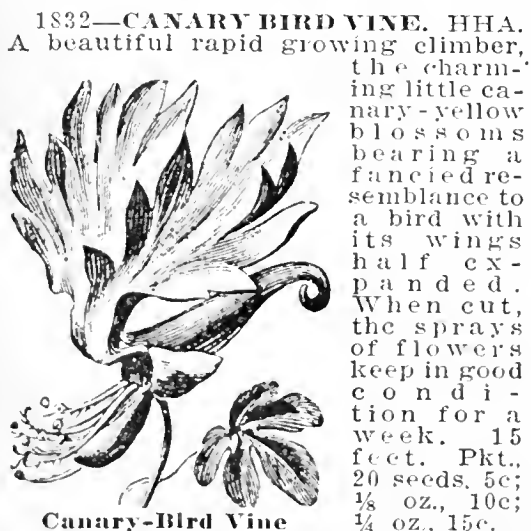 1832—CANARY BIRD VINE. HHA.
A beautiful rapid growing climber,
the charm-
ing little ca-
nary-yellow
blossoms
bearing a
fancied re-
semblance to
a bird with
its wings
half ex-
panded.
When cut,
the sprays
of flowers
keep in good
condi-
tion for a
week. 15
feet. Pkt.,
20 seeds, 5c;
⅛ oz., 10c;
¼ oz., 15c.
Canary-Bird Vine